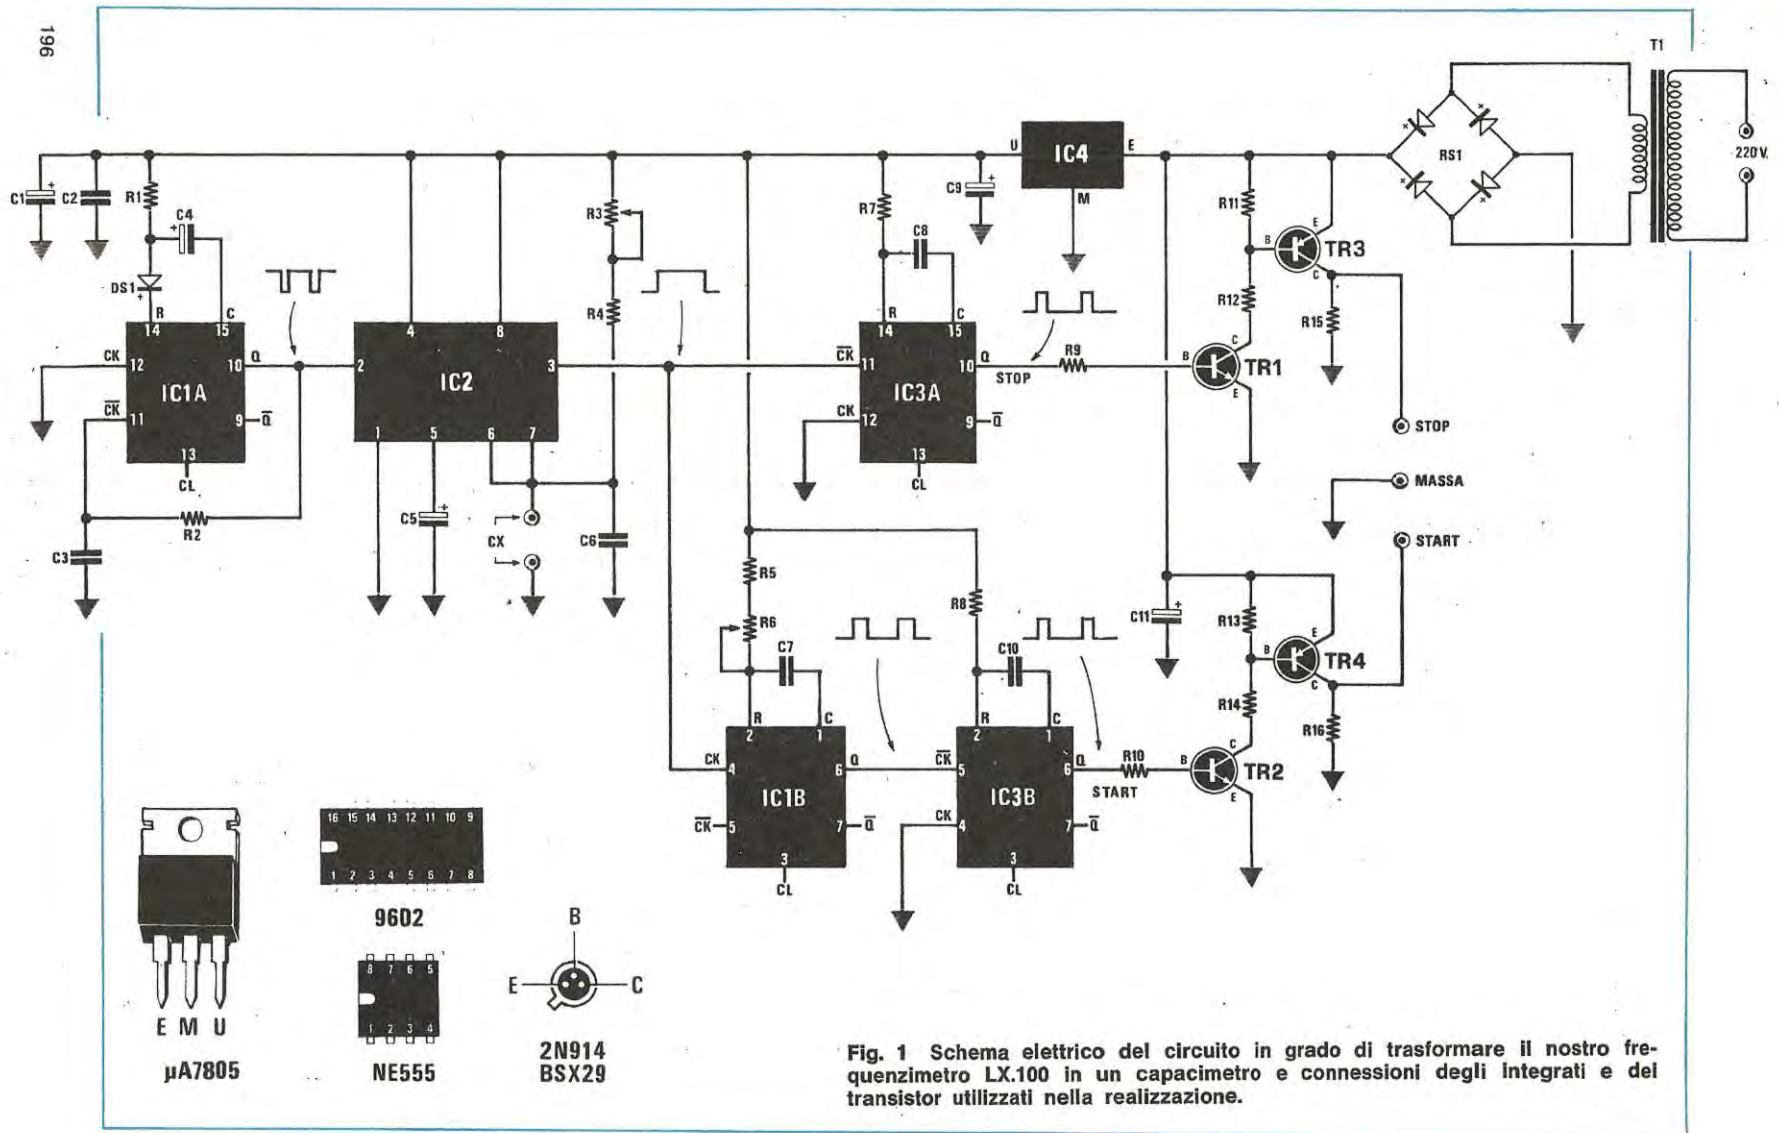 196
T1
220V.
RS1
U
IC4
E
M
C1
+
C2
R1
C4
+
DS1
+
R
C
14
15
CK
12
10
Q
IC1A
CK
11
9
Q
13
CL
R2
C3
4
8
2
IC2
3
1
5
6
7
C5
+
CX
C6
R3
R4
R7
C8
C9
+
R
C
14
15
CK
11
10
Q
STOP
R9
IC3A
CK
12
9
Q
13
CL
R11
R12
B
E
C
TR3
R15
B
C
E
TR1
STOP
MASSA
START
R5
R6
C7
R8
C10
C11
+
R13
R14
B
E
C
TR4
R16
R
C
2
1
CK
4
6
Q
IC1B
CK
5
7
Q
3
CL
R
C
2
1
CK
5
6
Q
START
R10
IC3B
CK
4
7
Q
3
CL
B
C
E
TR2
E M U
µA7805
16 15 14 13 12 11 10 9
1 2 3 4 5 6 7 8
9602
8 7 6 5
1 2 3 4
NE555
B
E
C
2N914
BSX29
Fig. 1 Schema elettrico del circuito in grado di trasformare il nostro fre-
quenzimetro LX.100 in un capacimetro e connessioni degli integrati e dei
transistor utilizzati nella realizzazione.